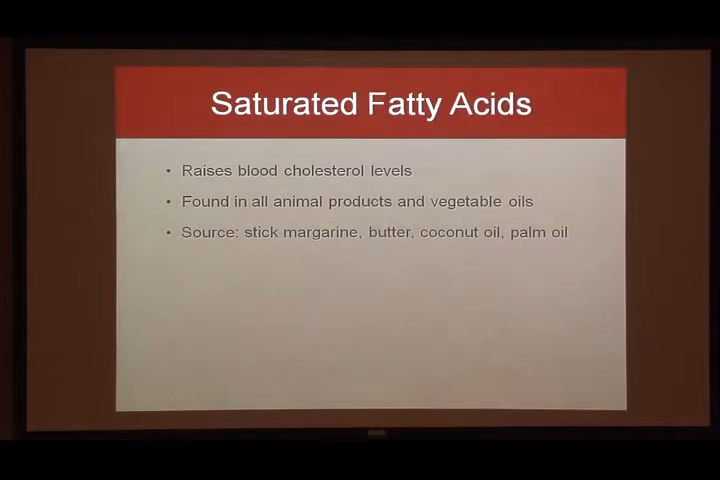 Saturated Fatty Acids
• Raises blood cholesterol levels
• Found in all animal products and vegetable oils
• Source: stick margarine, butter, coconut oil, palm oil